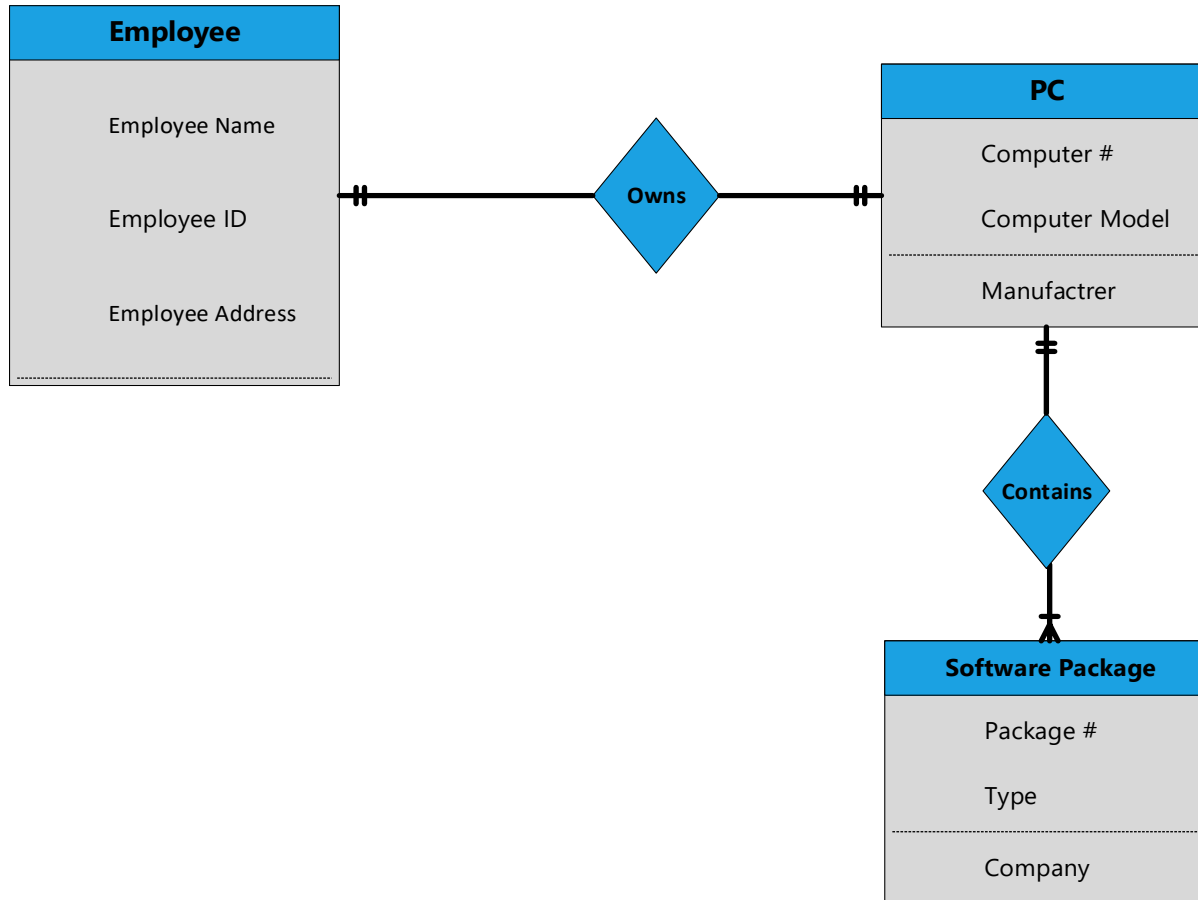 Employee
Employee Name
Employee ID
Employee Address
Owns
PC
Computer #
Computer Model
Manufactrer
Contains
Software Package
Package #
Type
Company